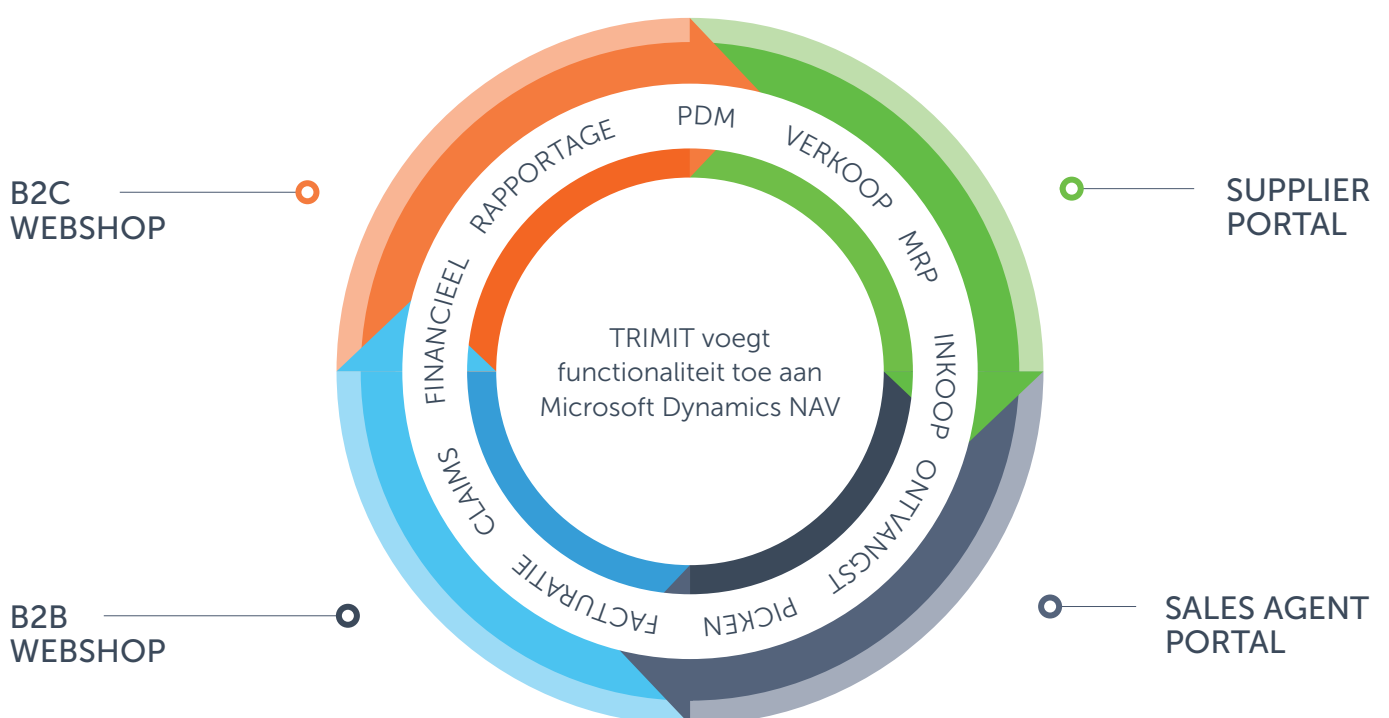 PDM
VERKOOP
MRP
INKOOP
ONTVANGST
PICKEN
FACTURATIE
CLAIMS
FINANCIEEL
RAPPORTAGE
TRIMIT voegt
functionaliteit toe aan
Microsoft Dynamics NAV
B2C
WEBSHOP
SUPPLIER
PORTAL
B2B
WEBSHOP
SALES AGENT
PORTAL